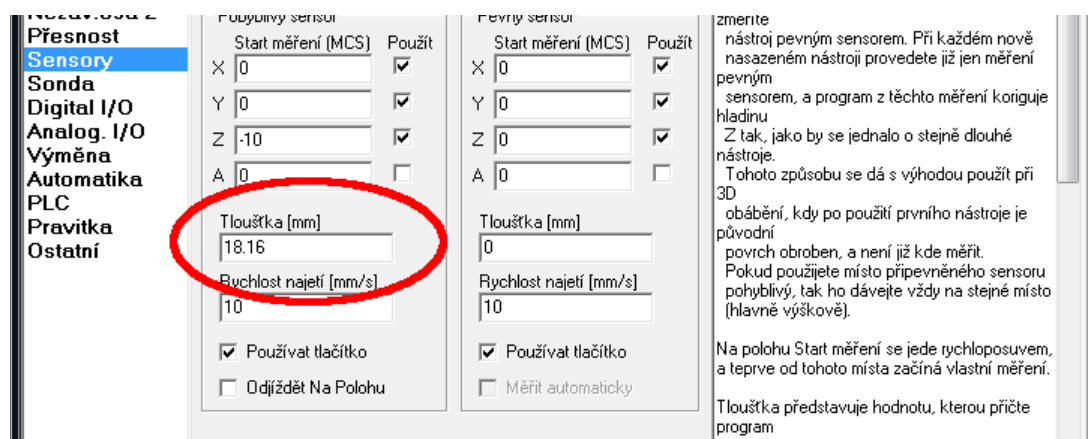 Nezáv.osa Z
Přesnost
Sensory
Sonda
Digital I/O
Analog. I/O
Výměna
Automatika
PLC
Pravitka
Ostatní
Pohyblivý sensor
Start měření (MCS) Použít
X 0
Y 0
Z -10
A 0
Tloušťka [mm]
18.16
Rychlost najetí [mm/s]
10
Používat tlačítko
Odjíždět Na Polohu
Pevný sensor
Start měření (MCS) Použít
X 0
Y 0
Z 0
A 0
Tloušťka [mm]
0
Rychlost najetí [mm/s]
10
Používat tlačítko
Měřit automaticky
změříte
nástroj pevným sensorem. Při každém nově
nasazeném nástroji provedete již jen měření
pevným
sensorem, a program z těchto měření koriguje
hladinu
Z tak, jako by se jednalo o stejně dlouhé
nástroje.
Tohoto způsobu se dá s výhodou použít při
3D
obábění, kdy po použití prvního nástroje je
původní
povrch obroben, a není již kde měřit.
Pokud použijete místo připevněného sensoru
pohyblivý, tak ho dávejte vždy na stejné místo
(hlavně výškově).
Na polohu Start měření se jede rychloposuvem,
a teprve od tohoto místa začíná vlastní měření.
Tloušťka představuje hodnotu, kterou přičte
program